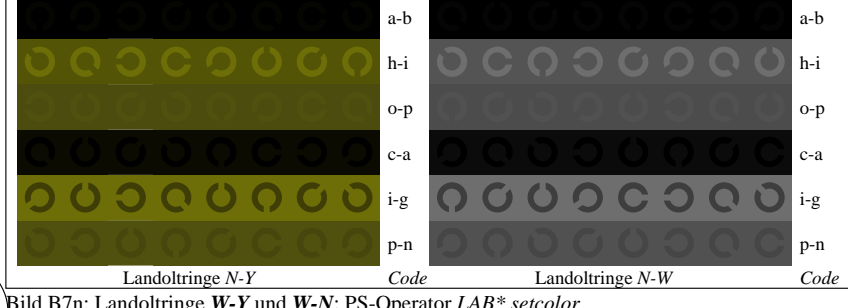 a-b a-b
h-i h-i
o-p o-p
c-a c-a
i-g i-g
p-n p-n
Landoltringe N-Y Code Landoltringe N-W Code
Bild B7n: Landoltringe W-Y und W-N; PS-Operator LAB* setcolor